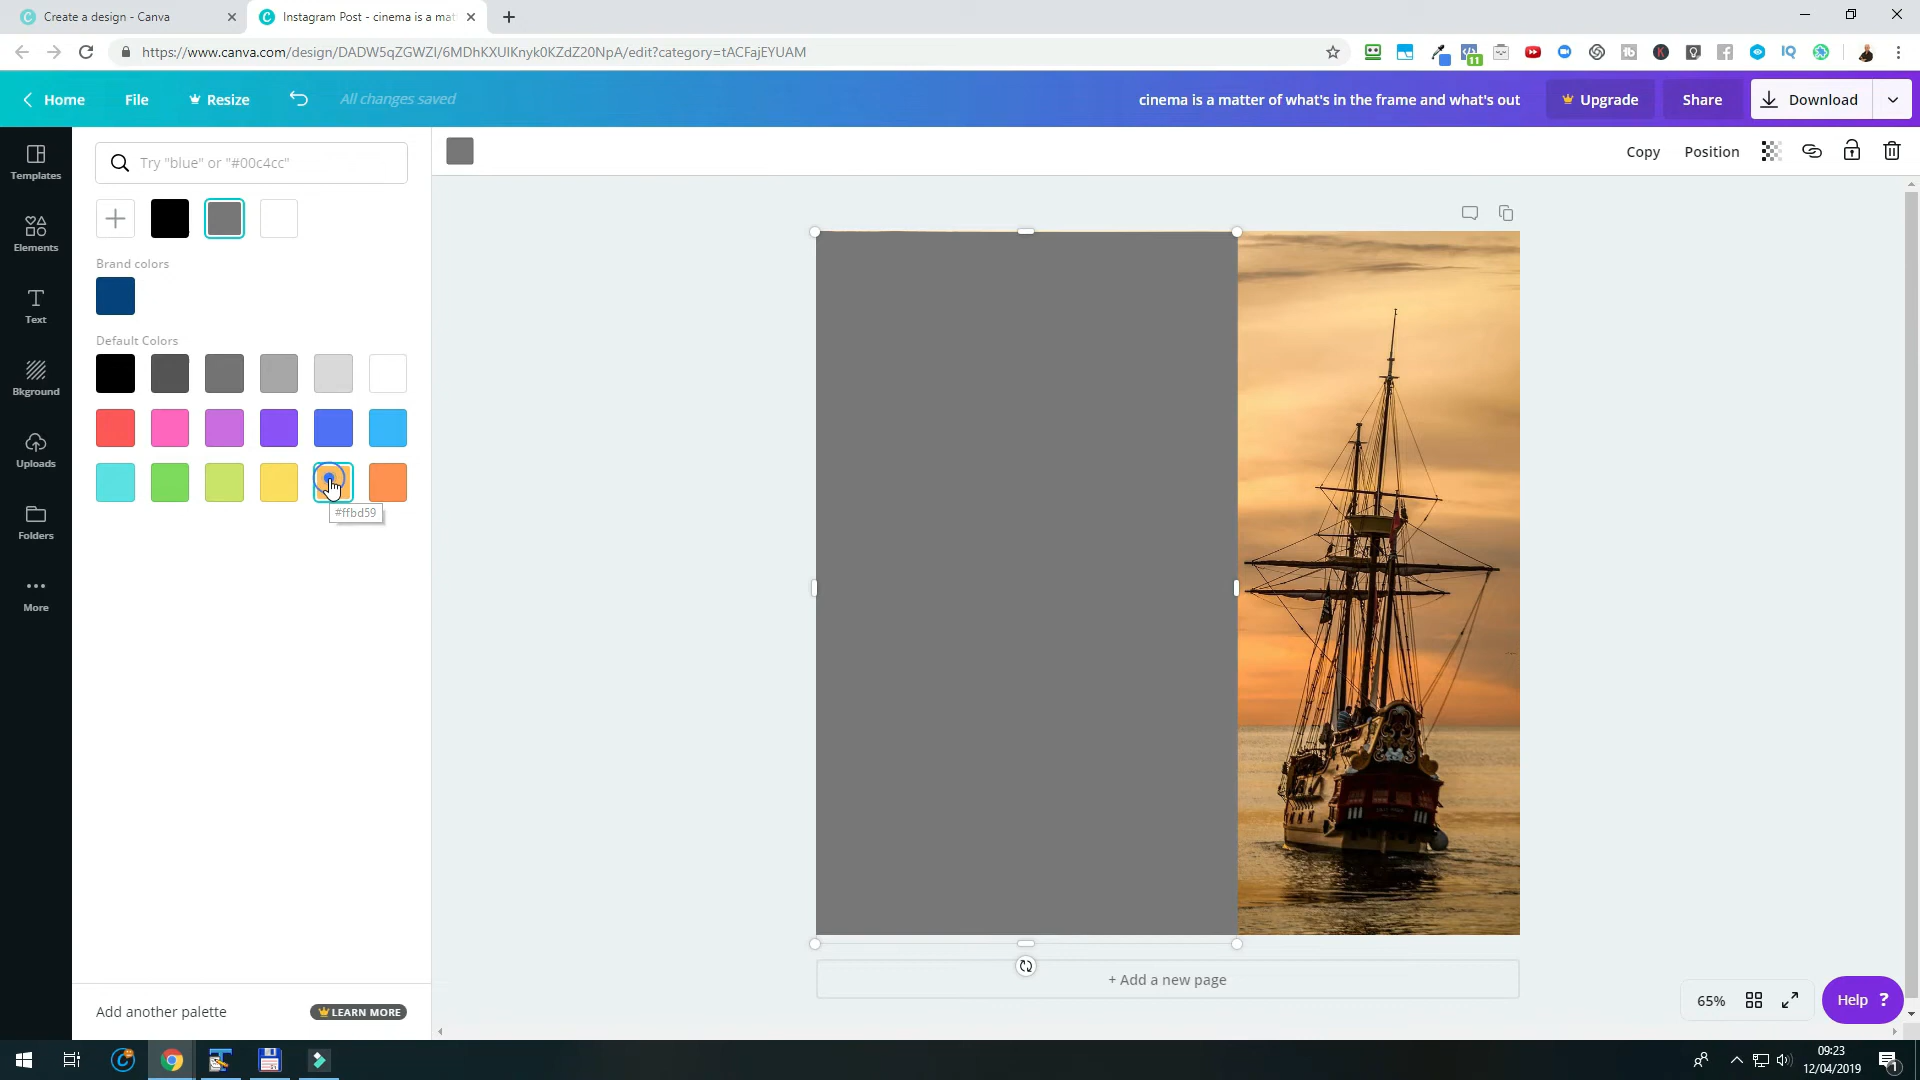 Create a design - Canva
Instagram Post - cinema is a mat
https://www.canva.com/design/DADW5qZGWZI/6MDhKXUIKnyk0KZdZ20NpA/edit?category=tACFajEYUAM
11
Home
File
Resize
All changes saved
cinema is a matter of what's in the frame and what's out
Upgrade
Share
Download
Templates
Elements
Text
Bkground
Uploads
Folders
More
Try "blue" or "#00c4cc"
Brand colors
Default Colors
#ffbd59
Add another palette
LEARN MORE
Copy
Position
+ Add a new page
65%
Help ?
09:23
12/04/2019
1